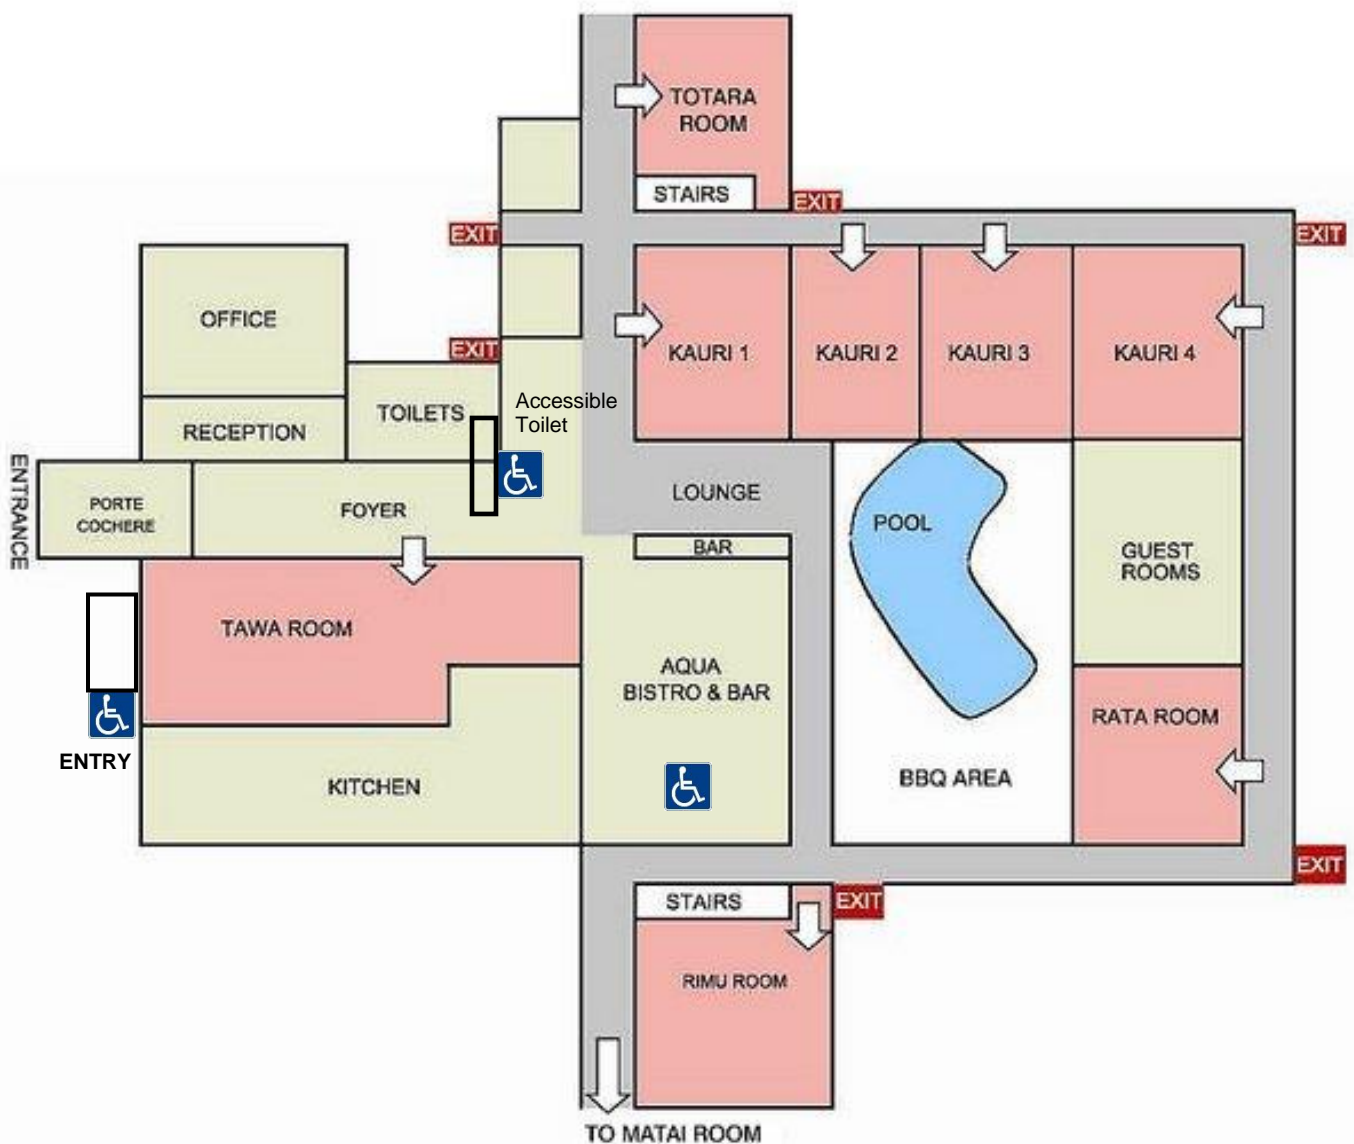 TOTARA
ROOM
STAIRS
EXIT
EXIT
EXIT
OFFICE
EXIT
KAURI 1
KAURI 2
KAURI 3
KAURI 4
Accessible
Toilet
TOILETS
RECEPTION
ENTRANCE
PORTE
COCHERE
FOYER
LOUNGE
BAR
POOL
GUEST
ROOMS
TAWA ROOM
AQUA
BISTRO & BAR
RATA ROOM
ENTRY
KITCHEN
BBQ AREA
EXIT
STAIRS
EXIT
RIMU ROOM
TO MATAI ROOM